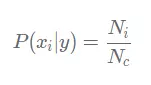 P(x_i|y) = \frac{N_i}{N_c}